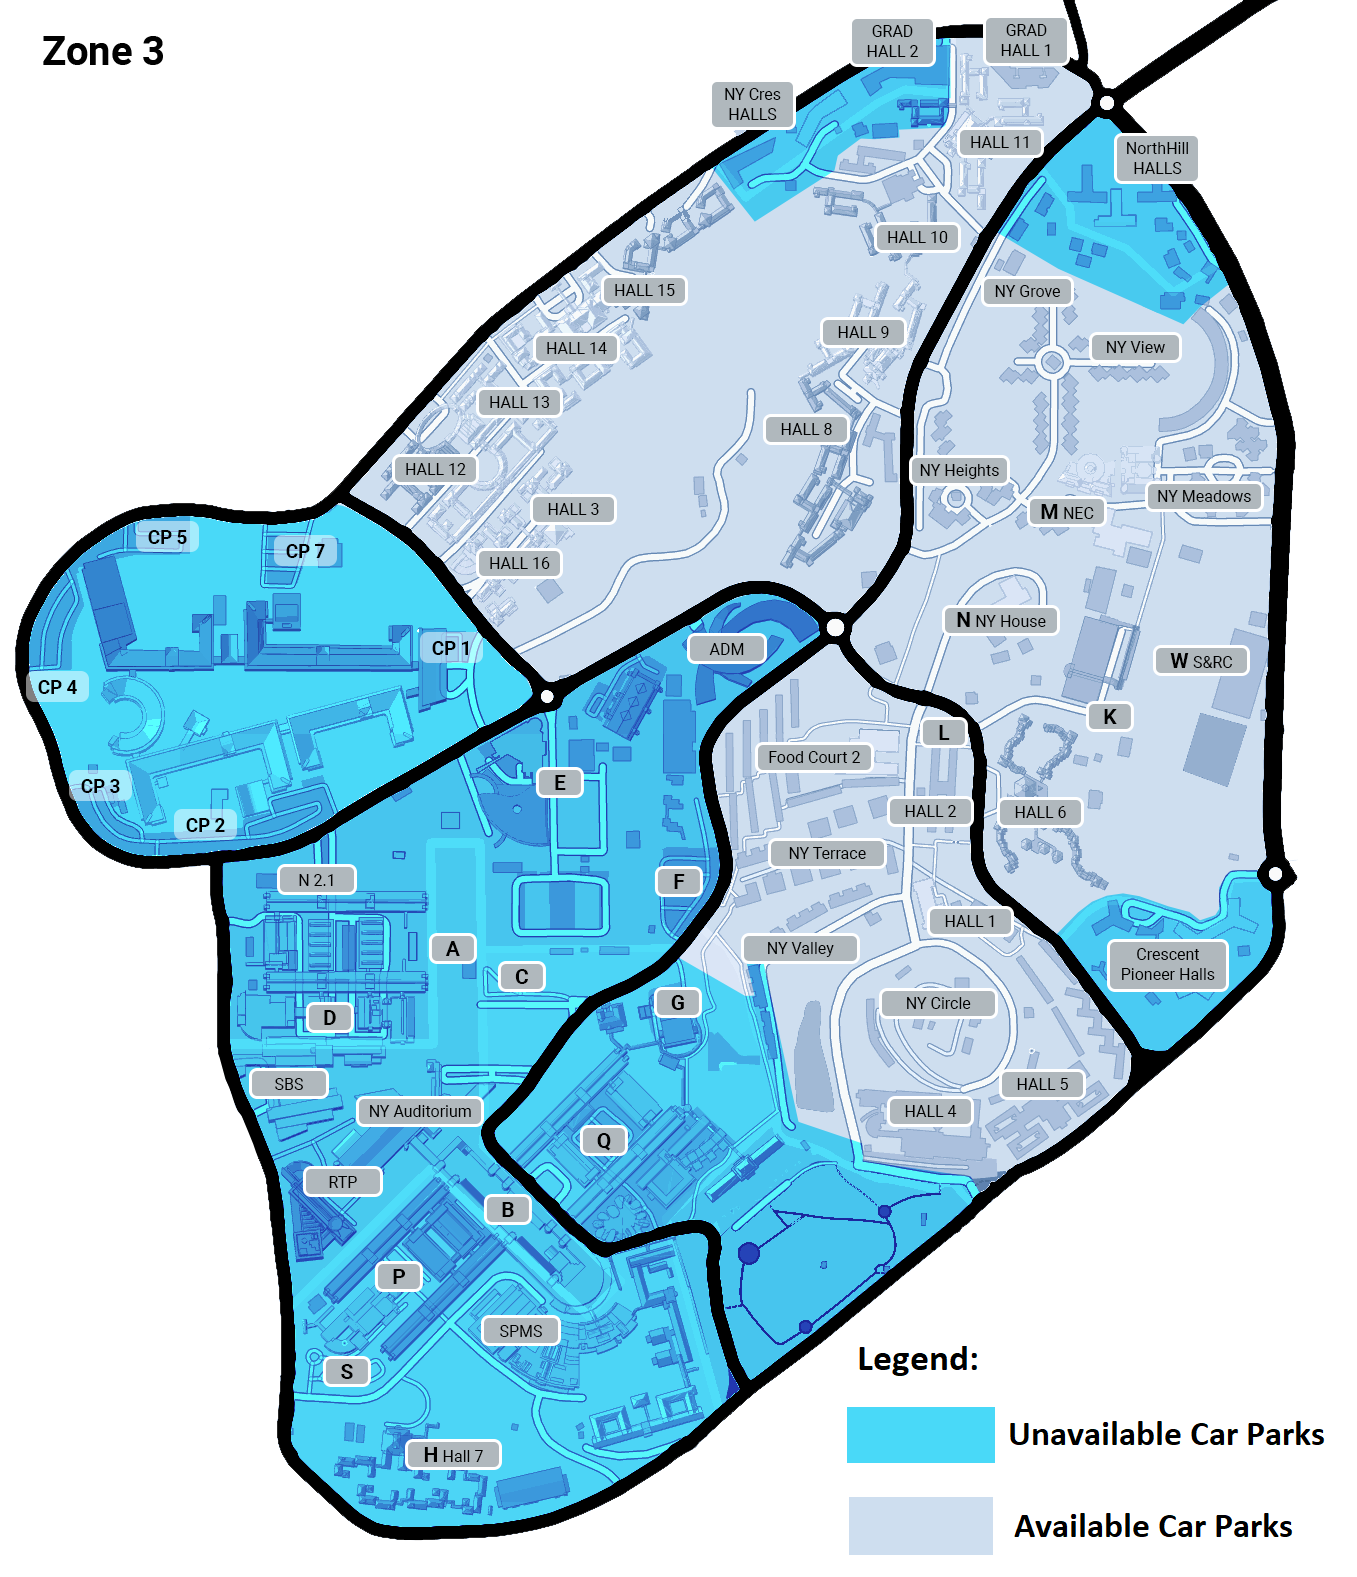 Zone 3
GRAD
HALL 2
GRAD
HALL 1
NY Cres
HALLS
HALL 11
NorthHill
HALLS
HALL 10
HALL 15
NY Grove
HALL 9
NY View
HALL 14
HALL 13
HALL 8
HALL 12
NY Heights
NY Meadows
HALL 3
M NEC
CP 5
CP 7
HALL 16
N NY House
CP 1
ADM
W S&RC
CP 4
K
L
Food Court 2
E
CP 3
CP 2
HALL 2
HALL 6
NY Terrace
N 2.1
F
HALL 1
A
NY Valley
Crescent
Pioneer Halls
C
G
NY Circle
D
SBS
HALL 5
NY Auditorium
HALL 4
Q
RTP
B
P
SPMS
S
H Hall 7
Legend:
Unavailable Car Parks
Available Car Parks